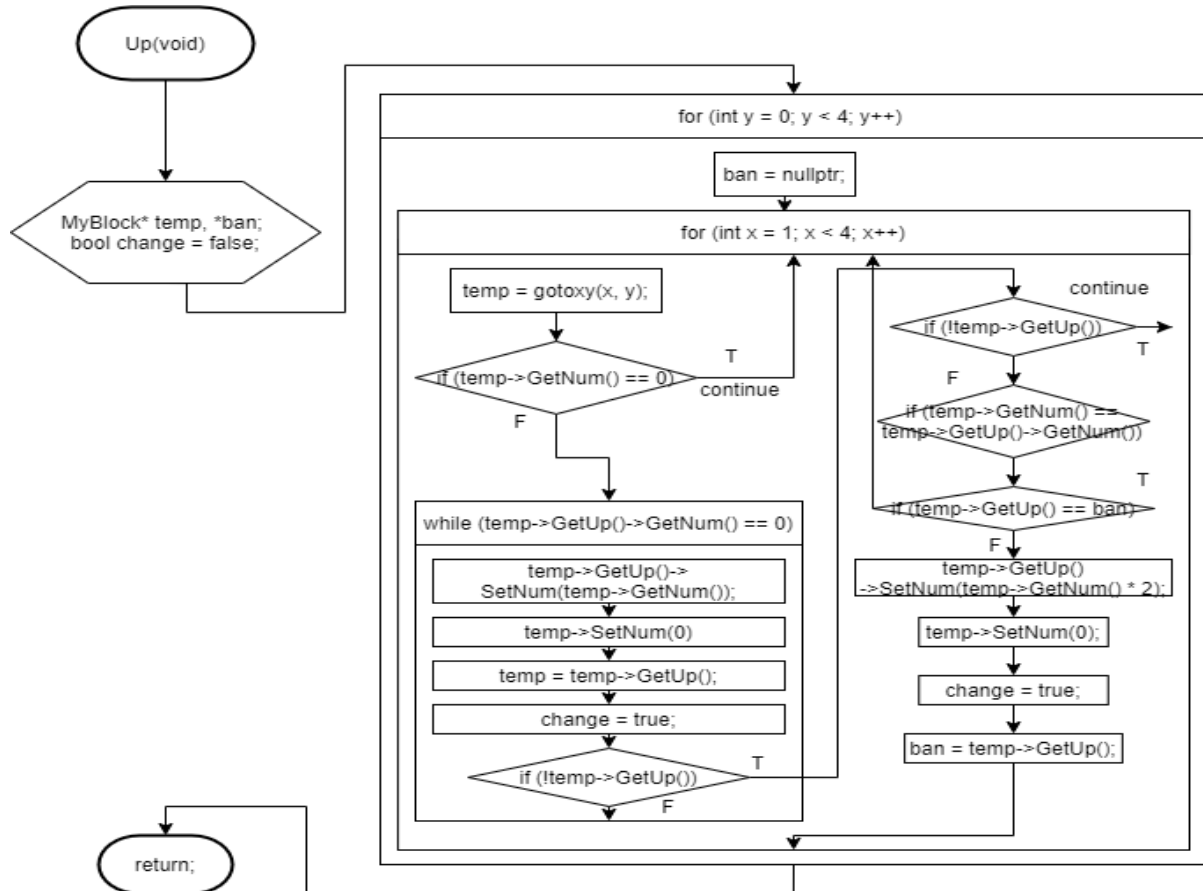 Up(void)
MyBlock* temp, *ban;
bool change = false;
for (int y = 0; y < 4; y++)
ban = nullptr;
for (int x = 1; x < 4; x++)
temp = gotoxy(x, y);
if (temp->GetNum() == 0)
T
continue
F
while (temp->GetUp()->GetNum() == 0)
temp->GetUp()->
SetNum(temp->GetNum());
temp->SetNum(0)
temp = temp->GetUp();
change = true;
if (!temp->GetUp())
T
F
continue
if (!temp->GetUp())
T
F
if (temp->GetNum() ==
temp->GetUp()->GetNum())
T
if (temp->GetUp() == ban)
F
temp->GetUp()
->SetNum(temp->GetNum() * 2);
temp->SetNum(0);
change = true;
ban = temp->GetUp();
return;